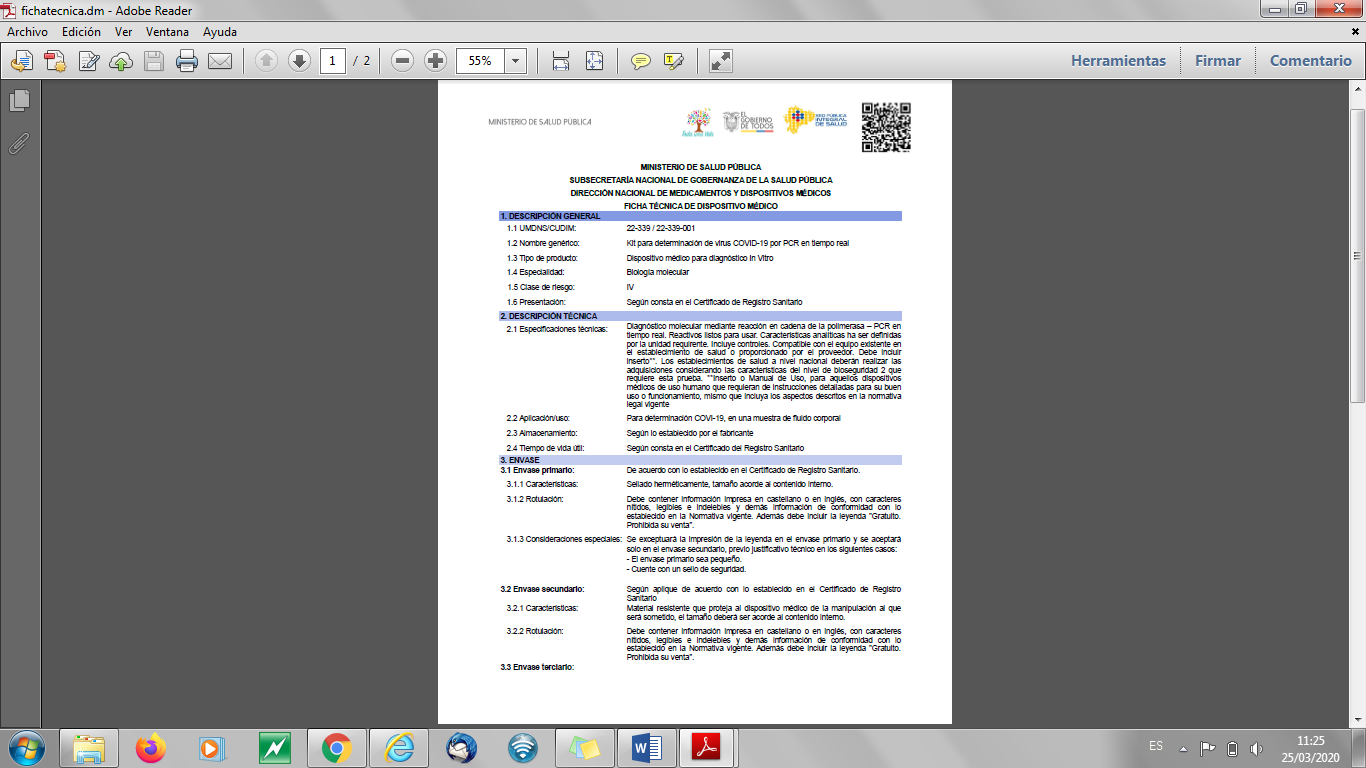 fichatecnica.dm - Adobe Reader
Archivo Edición Ver Ventana Ayuda
1 / 2 55% Herramientas Firmar Comentario
MINISTERIO DE SALUD PÚBLICA
EL GOBIERNO DE TODOS
RED PÚBLICA INTEGRAL DE SALUD
MINISTERIO DE SALUD PÚBLICA
SUBSECRETARÍA NACIONAL DE GOBERNANZA DE LA SALUD PÚBLICA
DIRECCIÓN NACIONAL DE MEDICAMENTOS Y DISPOSITIVOS MÉDICOS
FICHA TÉCNICA DE DISPOSITIVO MÉDICO
1. DESCRIPCIÓN GENERAL
1.1 UMDNS/CUDIM: 22-339 / 22-339-001
1.2 Nombre genérico: Kit para determinación de virus COVID-19 por PCR en tiempo real
1.3 Tipo de producto: Dispositivo médico para diagnóstico In Vitro
1.4 Especialidad: Biología molecular
1.5 Clase de riesgo: IV
1.6 Presentación: Según consta en el Certificado de Registro Sanitario
2. DESCRIPCIÓN TÉCNICA
2.1 Especificaciones técnicas: Diagnóstico molecular mediante reacción en cadena de la polimerasa – PCR en
tiempo real. Reactivos listos para usar. Características analíticas ha ser definidas
por la unidad requirente. Incluye controles. Compatible con el equipo existente en
el establecimiento de salud o proporcionado por el proveedor. Debe incluir
inserto**. Los establecimientos de salud a nivel nacional deberán realizar las
adquisiciones considerando las características del nivel de bioseguridad 2 que
requiere esta prueba. **Inserto o Manual de Uso, para aquellos dispositivos
médicos de uso humano que requieran de instrucciones detalladas para su buen
uso o funcionamiento, mismo que incluya los aspectos descritos en la normativa
legal vigente
2.2 Aplicación/uso: Para determinación COVI-19, en una muestra de fluido corporal
2.3 Almacenamiento: Según lo establecido por el fabricante
2.4 Tiempo de vida útil: Según consta en el Certificado del Registro Sanitario
3. ENVASE
3.1 Envase primario: De acuerdo con lo establecido en el Certificado de Registro Sanitario.
3.1.1 Características: Sellado herméticamente, tamaño acorde al contenido interno.
3.1.2 Rotulación: Debe contener información impresa en castellano o en inglés, con caracteres
nítidos, legibles e indelebles y demás información de conformidad con lo
establecido en la Normativa vigente. Además debe incluir la leyenda "Gratuito.
Prohibida su venta".
3.1.3 Consideraciones especiales: Se exceptuará la impresión de la leyenda en el envase primario y se aceptará
solo en el envase secundario, previo justificativo técnico en los siguientes casos:
- El envase primario sea pequeño.
- Cuente con un sello de seguridad.
3.2 Envase secundario: Según aplique de acuerdo con lo establecido en el Certificado de Registro
Sanitario
3.2.1 Características: Material resistente que proteja al dispositivo médico de la manipulación al que
será sometido, el tamaño deberá ser acorde al contenido interno.
3.2.2 Rotulación: Debe contener información impresa en castellano o en inglés, con caracteres
nítidos, legibles e indelebles y demás información de conformidad con lo
establecido en la Normativa vigente. Además debe incluir la leyenda "Gratuito.
Prohibida su venta".
3.3 Envase terciario:
ES
11:25
25/03/2020